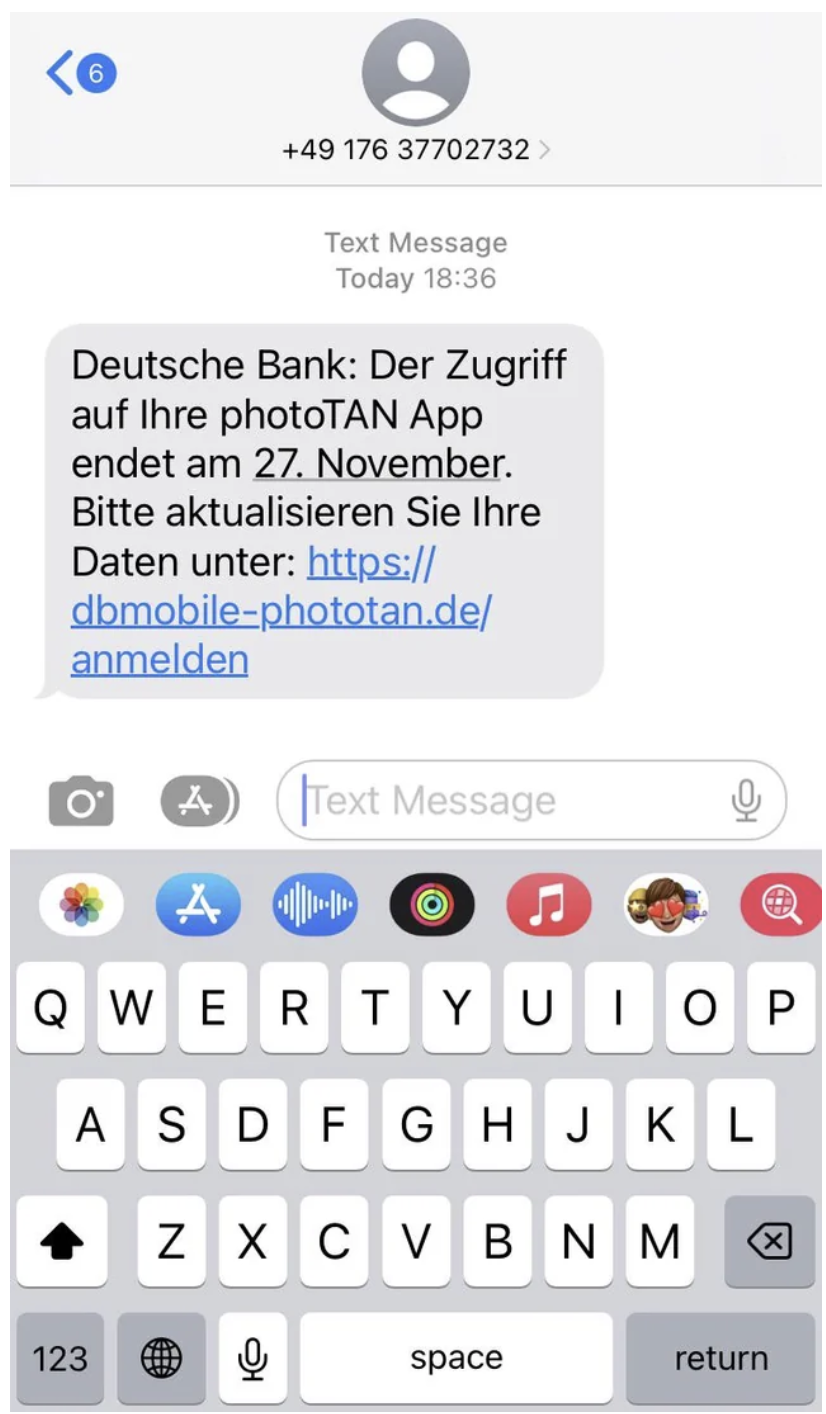 6
+49 176 37702732
Text Message
Today 18:36
Deutsche Bank: Der Zugriff
auf Ihre photoTAN App
endet am 27. November.
Bitte aktualisieren Sie Ihre
Daten unter: https://
dbmobile-phototan.de/
anmelden
Text Message
Q W E R T Y U I O P
A S D F G H J K L
Z X C V B N M
123 space return